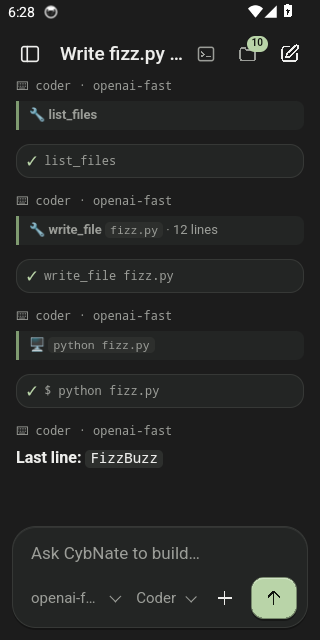 6:28
Write fizz.py ...
10
coder · openai-fast
list_files
✓ list_files
coder · openai-fast
write_file fizz.py · 12 lines
✓ write_file fizz.py
coder · openai-fast
python fizz.py
✓ $ python fizz.py
coder · openai-fast
Last line: FizzBuzz
Ask CybNate to build…
openai-f... Coder